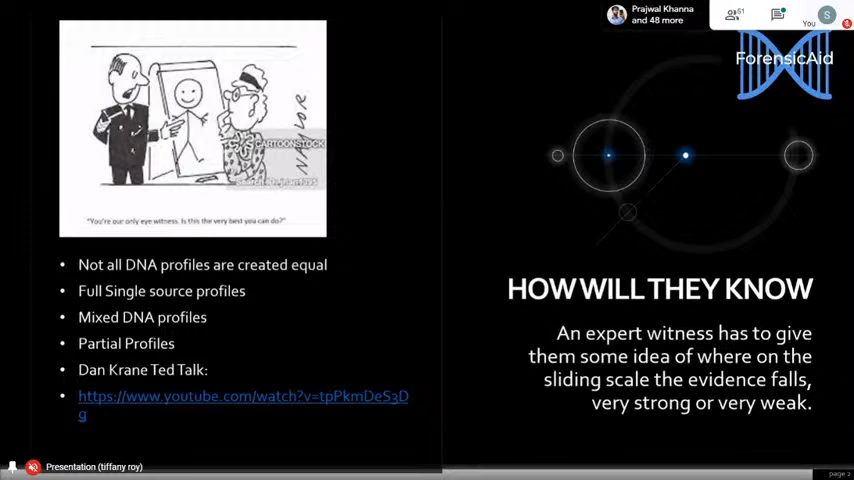 Prajwal Khanna
and 48 more
51
S
You
ForensicAid
NAYLOR
CARTOONSTOCK
"You're our only eye witness. Is this the very best you can do?"
• Not all DNA profiles are created equal
• Full Single source profiles
• Mixed DNA profiles
• Partial Profiles
• Dan Krane Ted Talk:
• https://www.youtube.com/watch?v=tpPkmDeS3D
g
HOW WILL THEY KNOW
An expert witness has to give
them some idea of where on the
sliding scale the evidence falls,
very strong or very weak.
Presentation (tiffany roy)
page 2